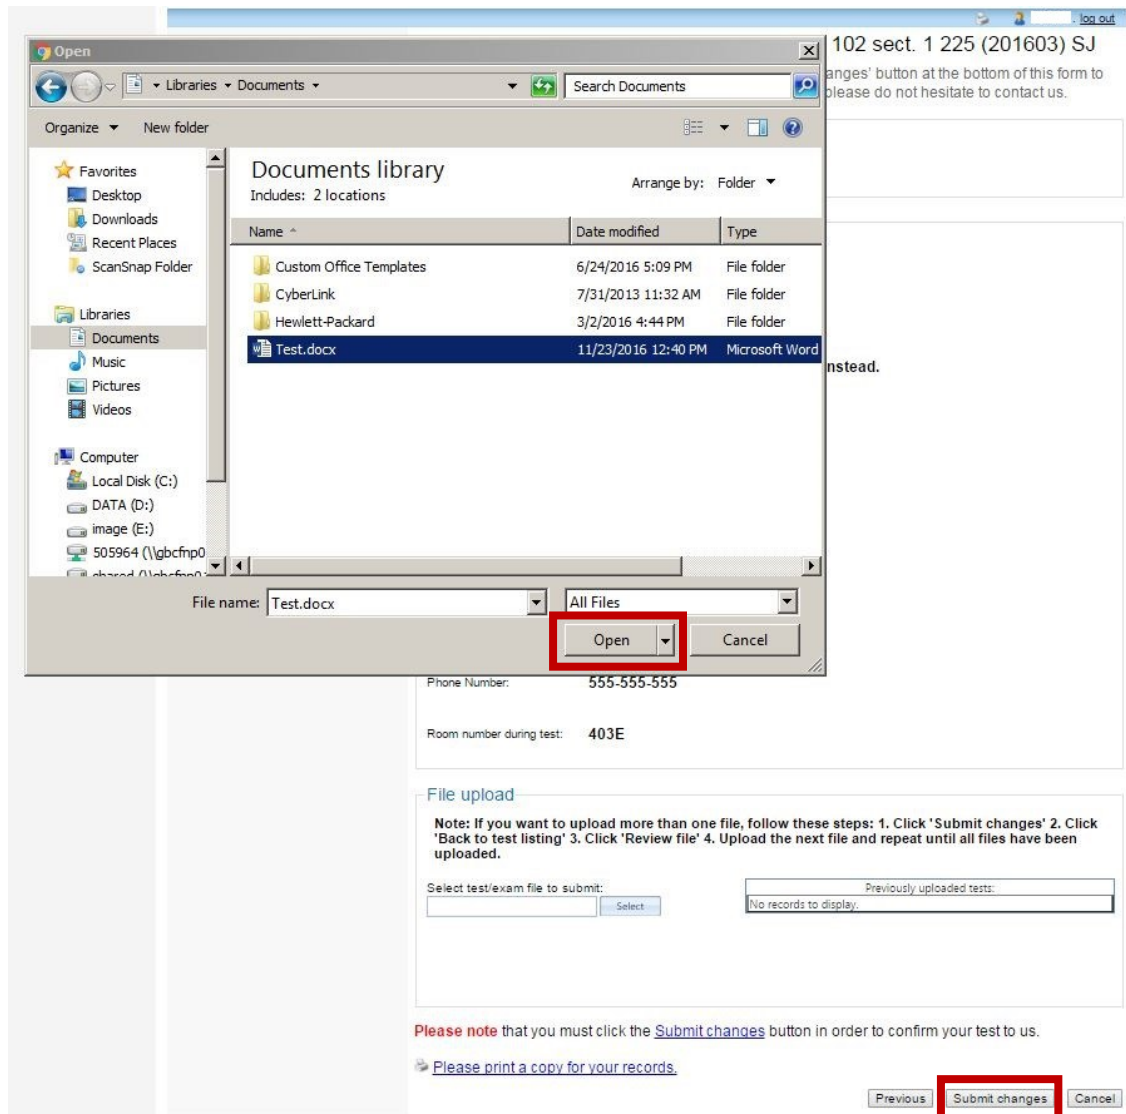 log out
Open
102 sect. 1 225 (201603) SJ
Libraries Documents
Search Documents
anges' button at the bottom of this form to
please do not hesitate to contact us.
Organize New folder
Favorites
Desktop
Downloads
Recent Places
ScanSnap Folder
Libraries
Documents
Music
Pictures
Videos
Computer
Local Disk (C:)
DATA (D:)
image (E:)
505964 (\\gbcfnp0
Documents library
Includes: 2 locations
Arrange by: Folder
Name Date modified Type
Custom Office Templates 6/24/2016 5:09 PM File folder
CyberLink 7/31/2013 11:32 AM File folder
Hewlett-Packard 3/2/2016 4:44 PM File folder
Test.docx 11/23/2016 12:40 PM Microsoft Word
nstead.
File name: Test.docx All Files
Open Cancel
Phone Number: 555-555-555
Room number during test: 403E
File upload
Note: If you want to upload more than one file, follow these steps: 1. Click 'Submit changes' 2. Click
'Back to test listing' 3. Click 'Review file' 4. Upload the next file and repeat until all files have been
uploaded.
Select test/exam file to submit:
Select
Previously uploaded tests:
No records to display.
Please note that you must click the Submit changes button in order to confirm your test to us.
Please print a copy for your records.
Previous Submit changes Cancel